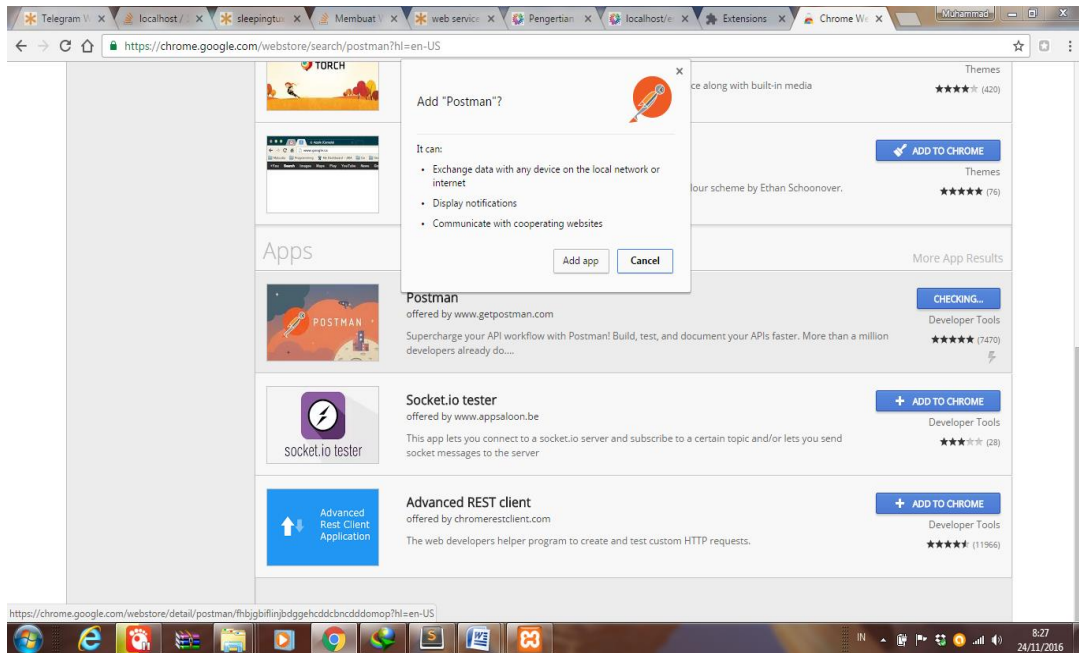 Telegram W
localhost / 
sleepingtux
Membuat W
web service
Pengertian
localhost/e
Extensions
Chrome We
Muhammad
https://chrome.google.com/webstore/search/postman?hl=en-US
TORCH
ce along with built-in media
Themes
(420)
Add "Postman"?
It can:
• Exchange data with any device on the local network or
internet
• Display notifications
• Communicate with cooperating websites
Add app
Cancel
ADD TO CHROME
Themes
lour scheme by Ethan Schoonover.
(76)
Apps
More App Results
POSTMAN
Postman
offered by www.getpostman.com
Supercharge your API workflow with Postman! Build, test, and document your APIs faster. More than a million
developers already do....
CHECKING...
Developer Tools
(7470)
socket.io tester
Socket.io tester
offered by www.appsaloon.be
This app lets you connect to a socket.io server and subscribe to a certain topic and/or lets you send
socket messages to the server
+ ADD TO CHROME
Developer Tools
(28)
Advanced
Rest Client
Application
Advanced REST client
offered by chromerestclient.com
The web developers helper program to create and test custom HTTP requests.
+ ADD TO CHROME
Developer Tools
(11966)
https://chrome.google.com/webstore/detail/postman/fhbjgbiflinjbdggehcddcbncdddomop?hl=en-US
IN
8:27
24/11/2016